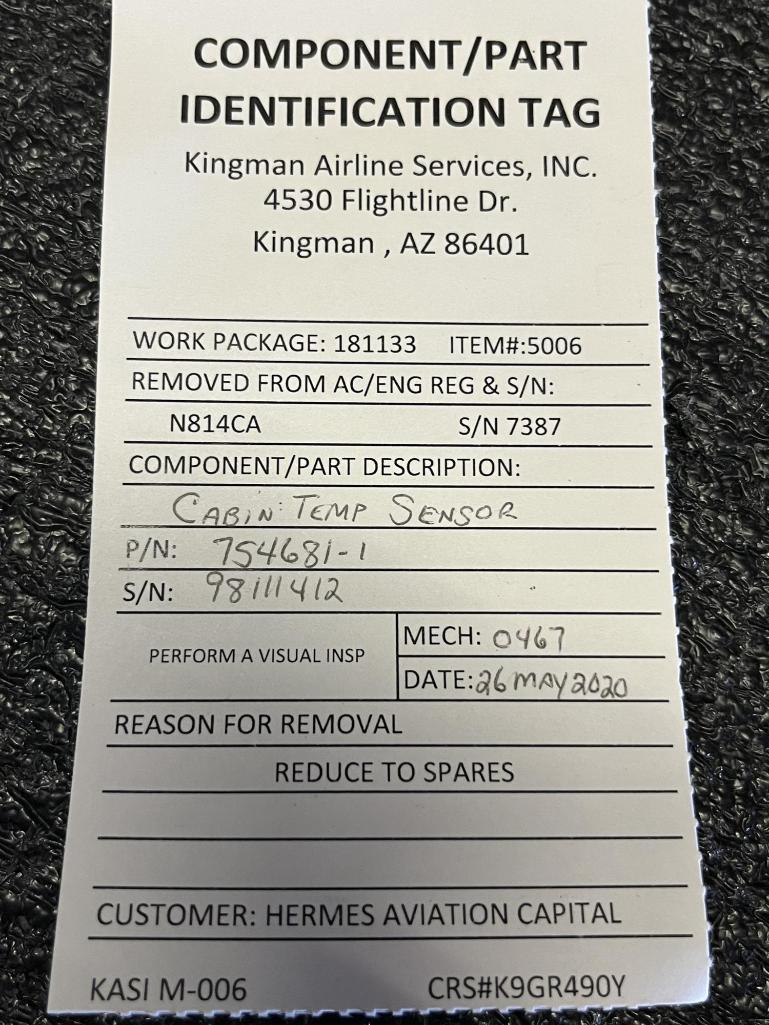 COMPONENT/PART
IDENTIFICATION TAG
Kingman Airline Services, INC.
4530 Flightline Dr.
Kingman , AZ 86401
WORK PACKAGE: 181133 ITEM#:5006
REMOVED FROM AC/ENG REG & S/N:
N814CA S/N 7387
COMPONENT/PART DESCRIPTION:
CABIN TEMP SENSOR
P/N: 754681-1
S/N: 98111412
PERFORM A VISUAL INSP
MECH: 0467
DATE: 26 MAY 2020
REASON FOR REMOVAL
REDUCE TO SPARES
CUSTOMER: HERMES AVIATION CAPITAL
KASI M-006 CRS#K9GR490Y